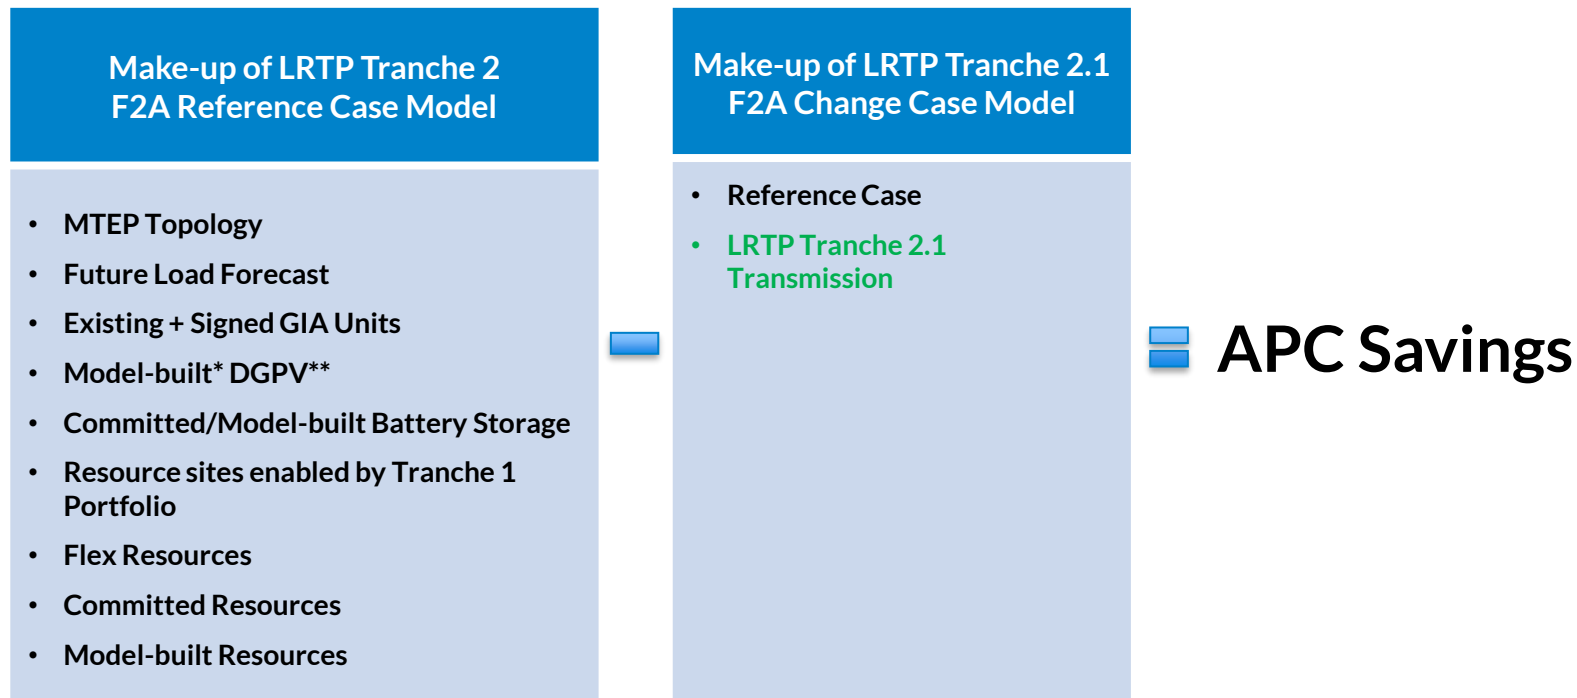 Make-up of LRTP Tranche 2
F2A Reference Case Model
• MTEP Topology
• Future Load Forecast
• Existing + Signed GIA Units
• Model-built* DGPV**
• Committed/Model-built Battery Storage
• Resource sites enabled by Tranche 1
Portfolio
• Flex Resources
• Committed Resources
• Model-built Resources
Make-up of LRTP Tranche 2.1
F2A Change Case Model
• Reference Case
• LRTP Tranche 2.1
Transmission
APC Savings